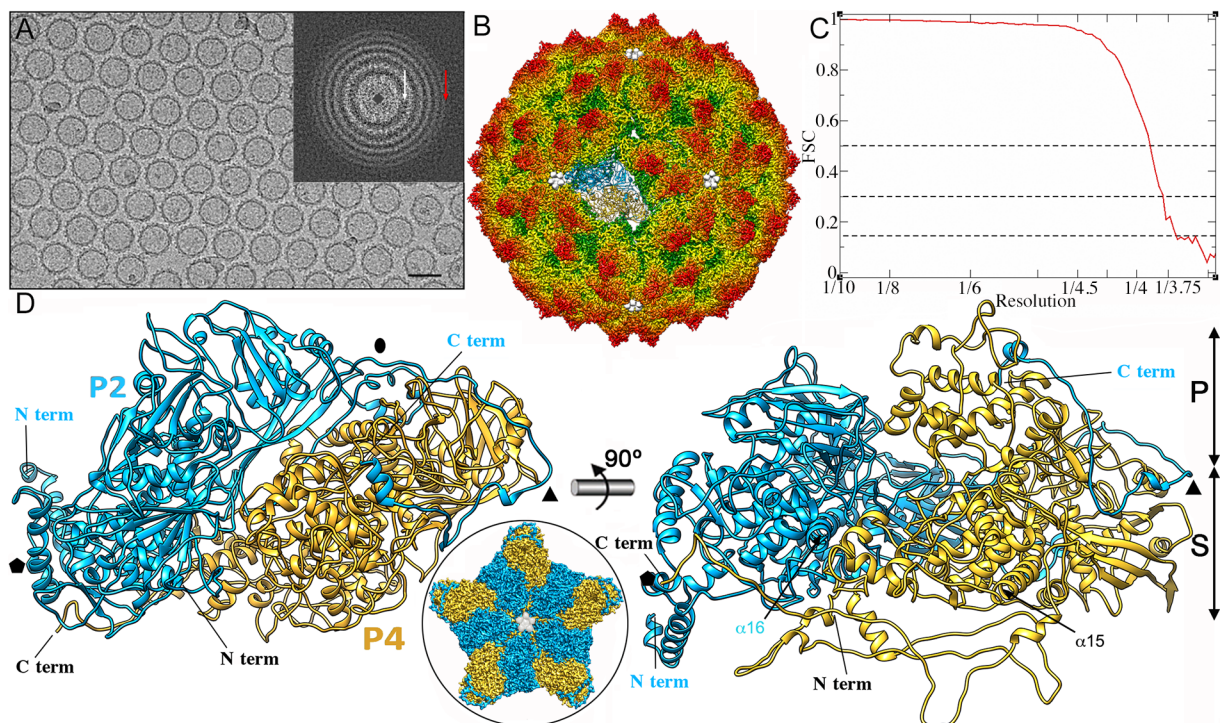 A
B
C
1
0.8
0.6
0.4
0.2
0
FSC
1/10
1/8
1/6
1/4.5
1/4
1/3.75
Resolution
D
C term
P2
N term
P4
C term
N term
90º
C term
P
S
C term
α16
α15
N term
N term